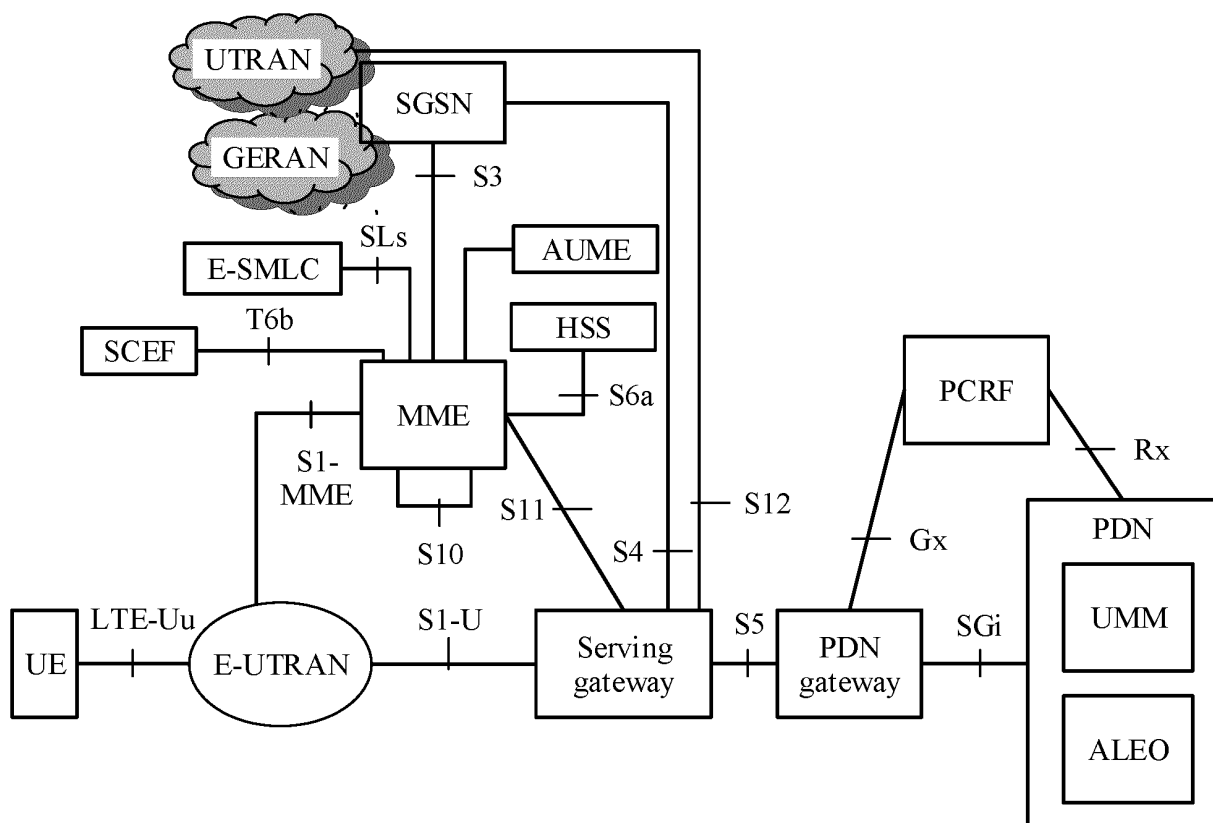 UTRAN
SGSN
GERAN
S3
SLs
AUME
E-SMLC
T6b
HSS
SCEF
S6a
PCRF
MME
Rx
S1-
MME
S11
S12
PDN
S10
S4
Gx
LTE-Uu
S1-U
S5
SGi
UMM
UE
E-UTRAN
Serving
gateway
PDN
gateway
ALEO